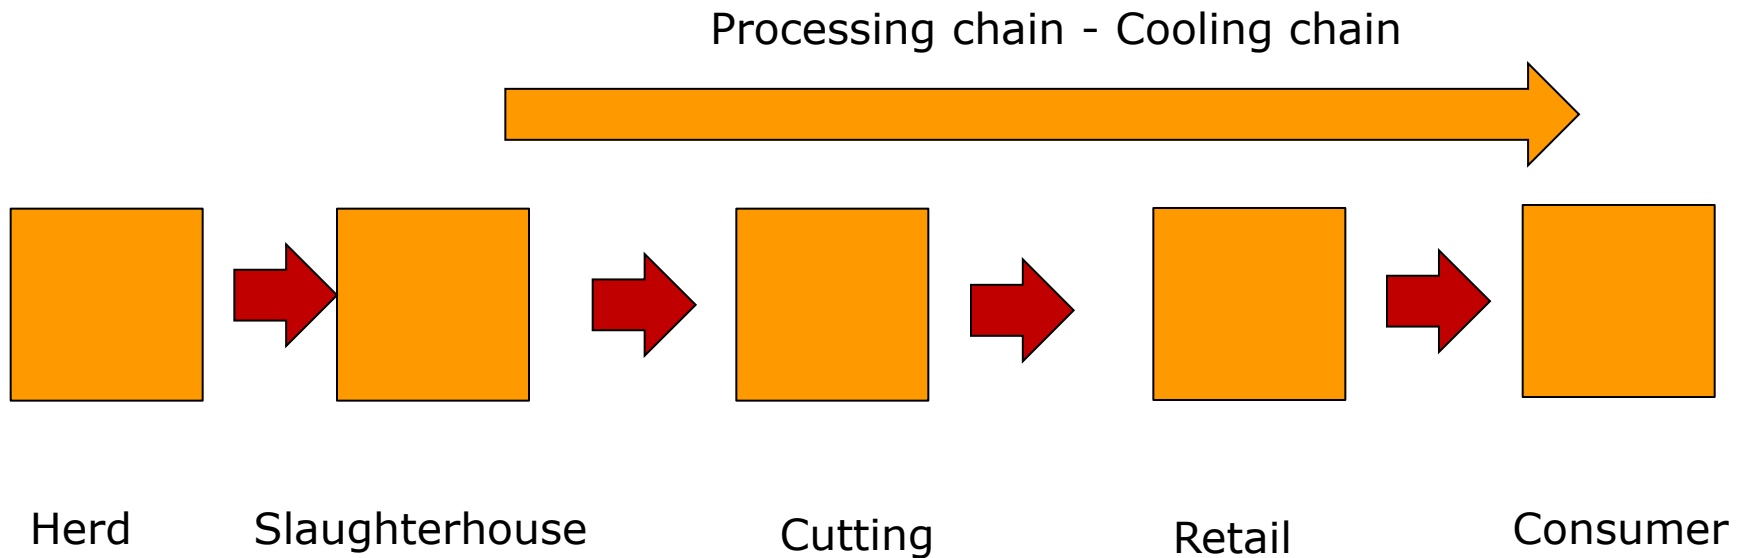 Processing chain - Cooling chain
Herd
Slaughterhouse
Cutting
Retail
Consumer